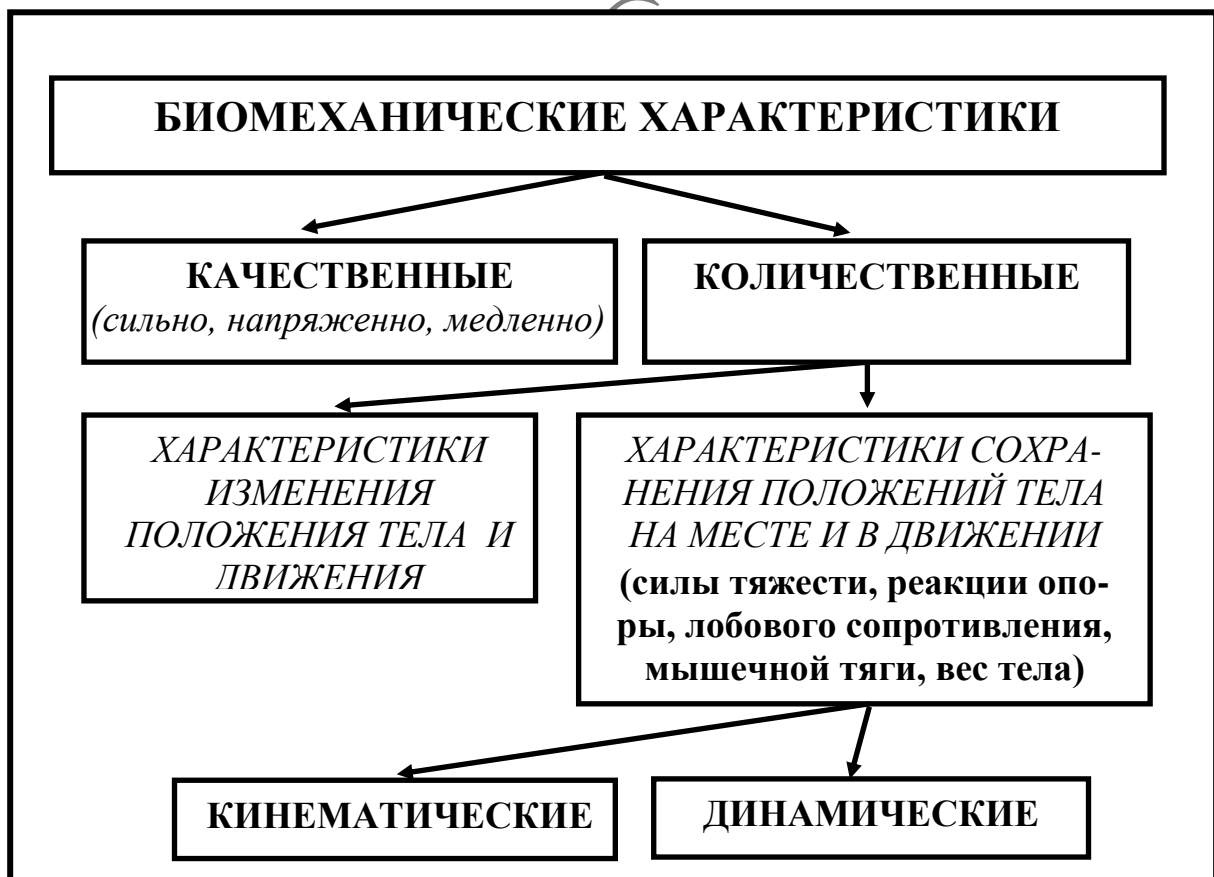 БИОМЕХАНИЧЕСКИЕ ХАРАКТЕРИСТИКИ
КАЧЕСТВЕННЫЕ
(сильно, напряженно, медленно)
КОЛИЧЕСТВЕННЫЕ
ХАРАКТЕРИСТИКИ
ИЗМЕНЕНИЯ
ПОЛОЖЕНИЯ ТЕЛА И
ДВИЖЕНИЯ
ХАРАКТЕРИСТИКИ СОХРА-
НЕНИЯ ПОЛОЖЕНИЙ ТЕЛА
НА МЕСТЕ И В ДВИЖЕНИИ
(силы тяжести, реакции опо-
ры, лобового сопротивления,
мышечной тяги, вес тела)
КИНЕМАТИЧЕСКИЕ
ДИНАМИЧЕСКИЕ